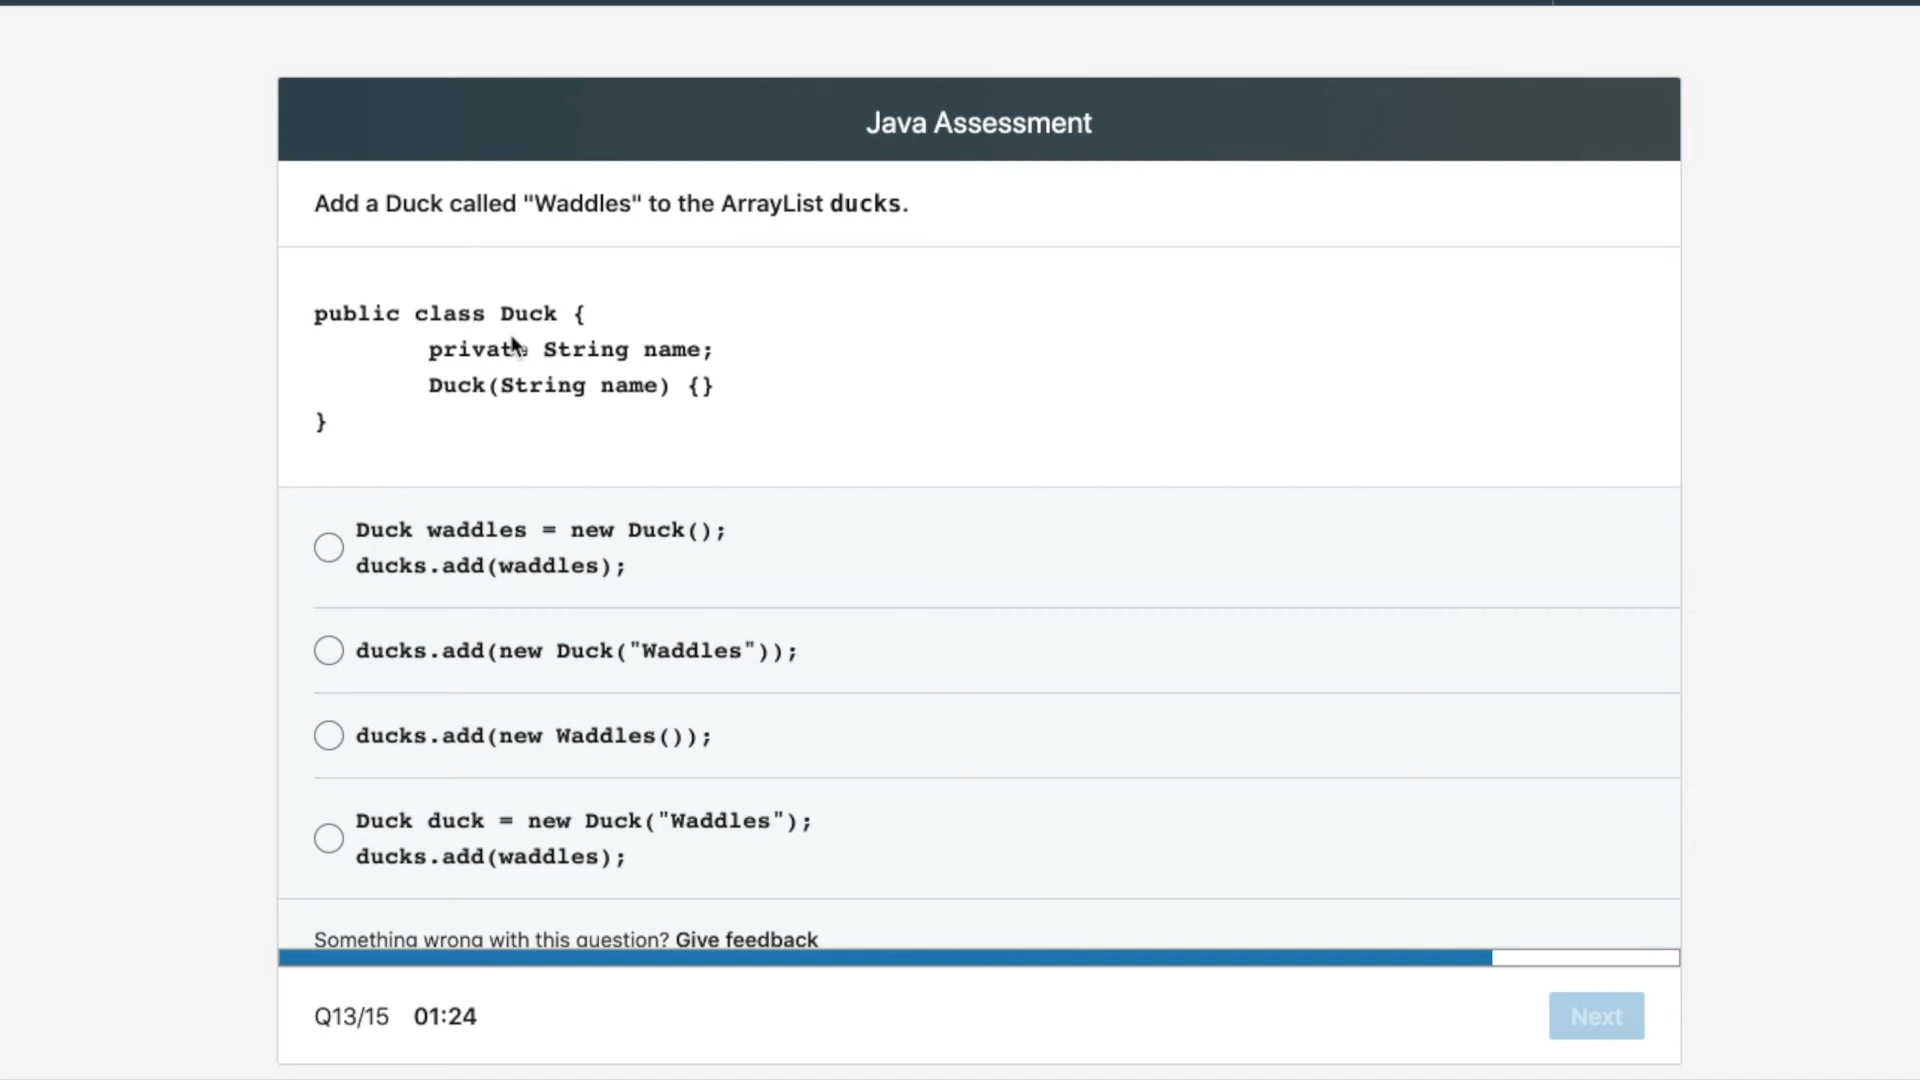 Java Assessment
Add a Duck called "Waddles" to the ArrayList ducks.
public class Duck {
private String name;
Duck(String name) {}
}
Duck waddles = new Duck();
ducks.add(waddles);
ducks.add(new Duck("Waddles"));
ducks.add(new Waddles());
Duck duck = new Duck("Waddles");
ducks.add(waddles);
Something wrong with this question? Give feedback
Q13/15 01:24
Next